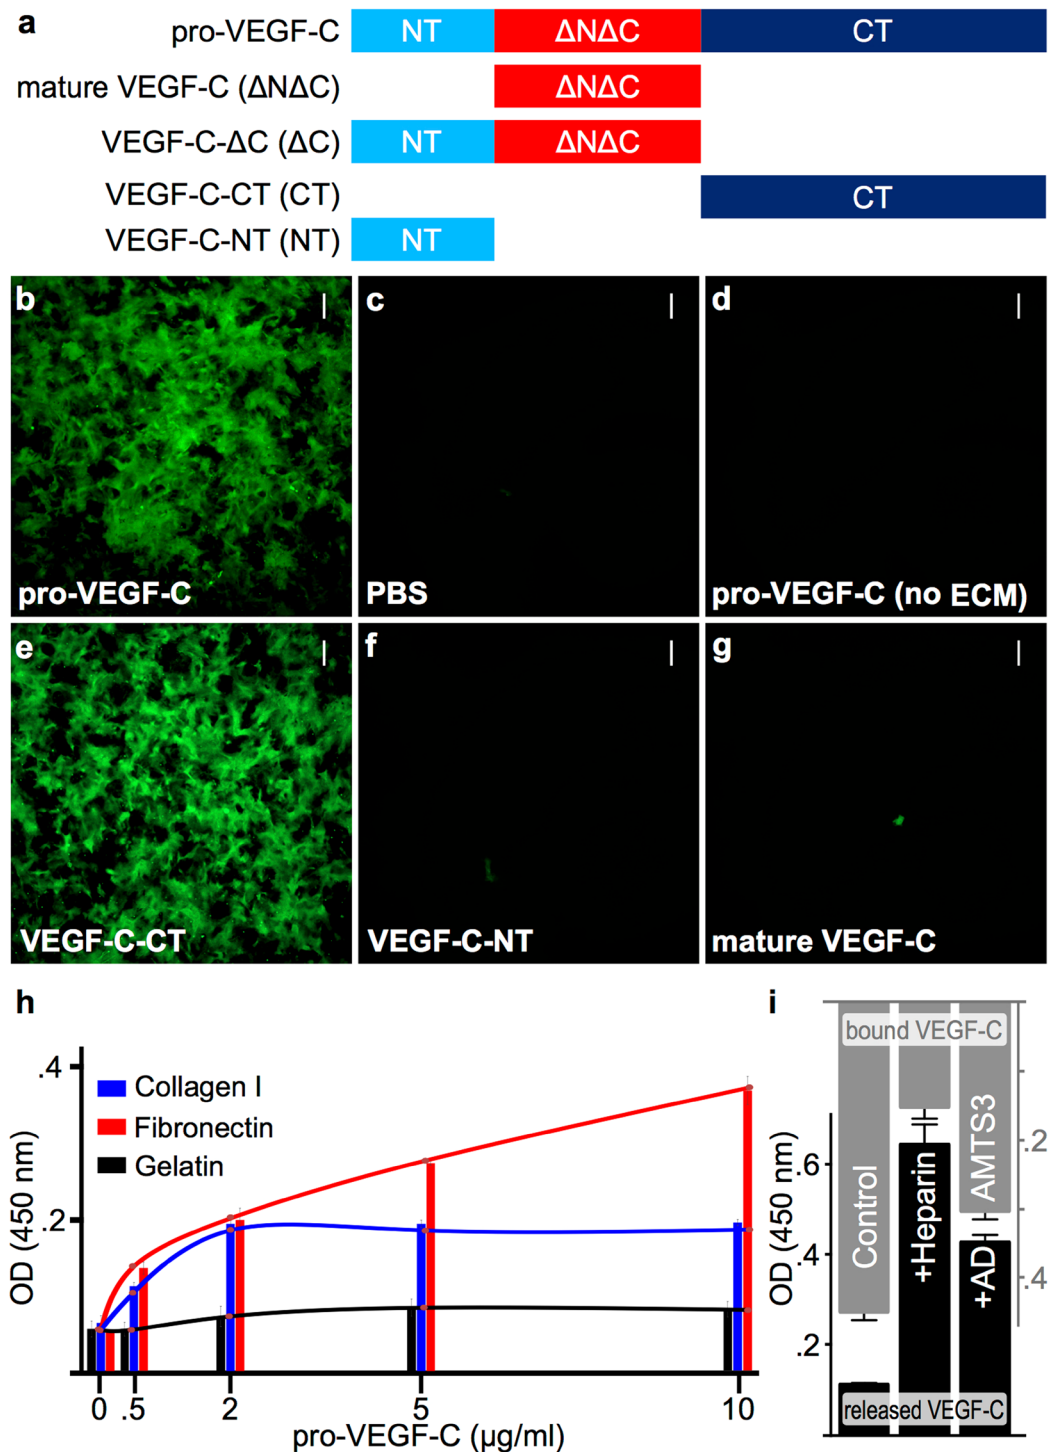 a
pro-VEGF-C NT ΔNΔC CT
mature VEGF-C (ΔNΔC) ΔNΔC
VEGF-C-ΔC (ΔC) NT ΔNΔC
VEGF-C-CT (CT) CT
VEGF-C-NT (NT) NT
b
pro-VEGF-C
c
PBS
d
pro-VEGF-C (no ECM)
e
VEGF-C-CT
f
VEGF-C-NT
g
mature VEGF-C
h
OD (450 nm)
.4
.2
Collagen I
Fibronectin
Gelatin
0 .5 2 5 10
pro-VEGF-C (µg/ml)
i
bound VEGF-C
OD (450 nm)
.6
.4
.2
Control
+Heparin
+ADAMTS3
.2
.4
released VEGF-C